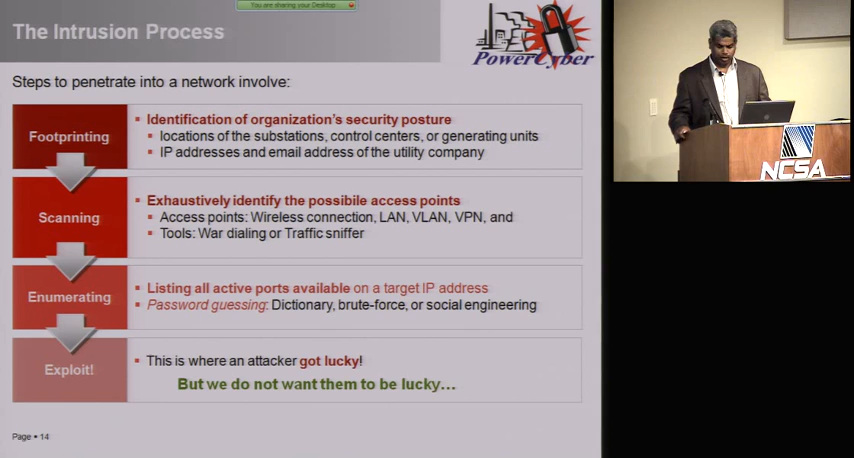 You are sharing your Desktop
The Intrusion Process
PowerCyber
Steps to penetrate into a network involve:
Footprinting
Identification of organization's security posture
locations of the substations, control centers, or generating units
IP addresses and email address of the utility company
Scanning
Exhaustively identify the possibile access points
Access points: Wireless connection, LAN, VLAN, VPN, and
Tools: War dialing or Traffic sniffer
Enumerating
Listing all active ports available on a target IP address
Password guessing: Dictionary, brute-force, or social engineering
Exploit!
This is where an attacker got lucky!
But we do not want them to be lucky…
Page ▪ 14
NCSA